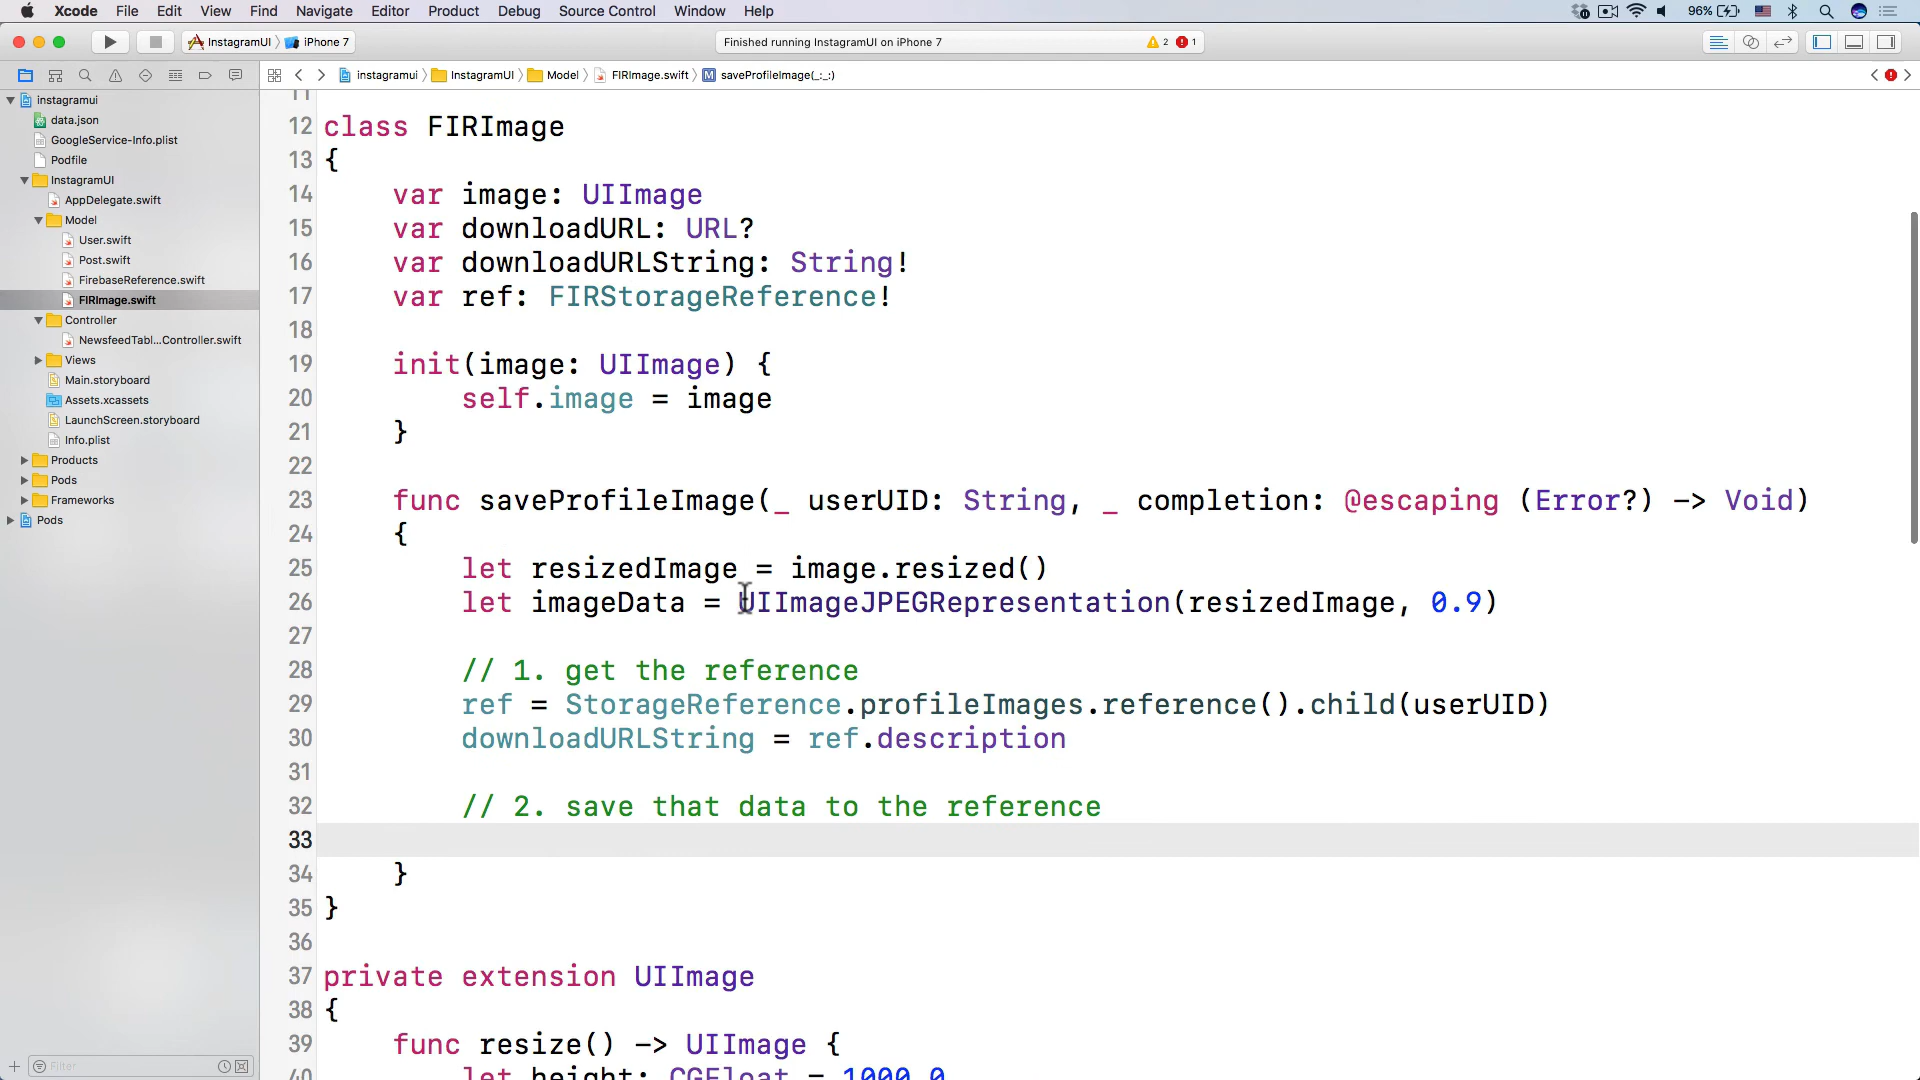 Xcode File Edit View Find Navigate Editor Product Debug Source Control Window Help 96%
InstagramUI iPhone 7 Finished running InstagramUI on iPhone 7 2 1
instagramui InstagramUI Model FIRImage.swift M saveProfileImage(_:_:)
instagramui
data.json
GoogleService-Info.plist
Podfile
InstagramUI
AppDelegate.swift
Model
User.swift
Post.swift
FirebaseReference.swift
FIRImage.swift
Controller
NewsfeedTabl...Controller.swift
Views
Main.storyboard
Assets.xcassets
LaunchScreen.storyboard
Info.plist
Products
Pods
Frameworks
Pods
Filter
11
12 class FIRImage
13 {
14 var image: UIImage
15 var downloadURL: URL?
16 var downloadURLString: String!
17 var ref: FIRStorageReference!
18
19 init(image: UIImage) {
20 self.image = image
21 }
22
23 func saveProfileImage(_ userUID: String, _ completion: @escaping (Error?) -> Void)
24 {
25 let resizedImage = image.resized()
26 let imageData = UIImageJPEGRepresentation(resizedImage, 0.9)
27
28 // 1. get the reference
29 ref = StorageReference.profileImages.reference().child(userUID)
30 downloadURLString = ref.description
31
32 // 2. save that data to the reference
33
34 }
35 }
36
37 private extension UIImage
38 {
39 func resize() -> UIImage {
40 let height: CGFloat = 1000.0